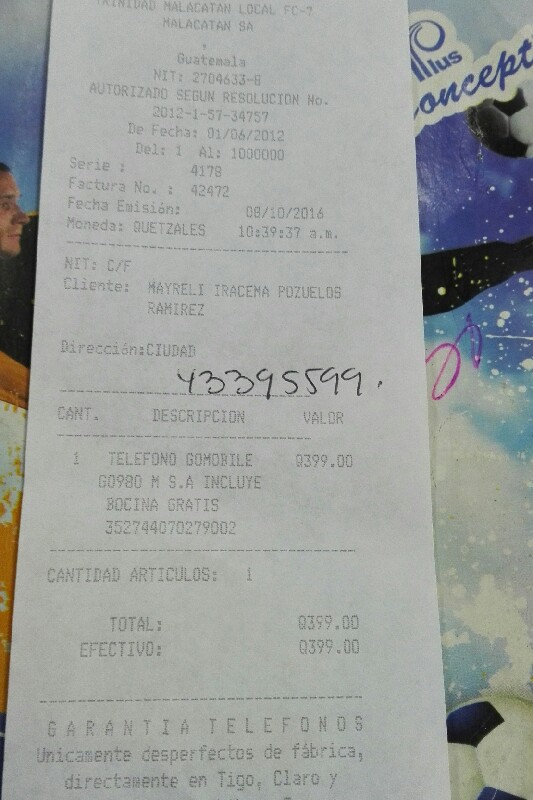 TRINIDAD MALACATAN LOCAL FC-7
MALACATAN SA
,
Guatemala
NIT: 2704633-8
AUTORIZADO SEGUN RESOLUCION No.
2012-1-57-34757
De Fecha: 01/06/2012
Del: 1 Al: 1000000
Serie : 4178
Factura No. : 42472
Fecha Emisión: 08/10/2016
Moneda: QUETZALES 10:39:37 a.m.
NIT: C/F
Cliente: MAYRELI IRACEMA POZUELOS
RAMIREZ
Dirección:CIUDAD
43395599.
CANT. DESCRIPCION VALOR
1 TELEFONO GOMOBILE Q399.00
GO980 M S.A INCLUYE
BOCINA GRATIS
352744070279002
CANTIDAD ARTICULOS: 1
TOTAL: Q399.00
EFECTIVO: Q399.00
GARANTIA TELEFONOS
Unicamente desperfectos de fábrica,
directamente en Tigo, Claro y
Plus
oncept